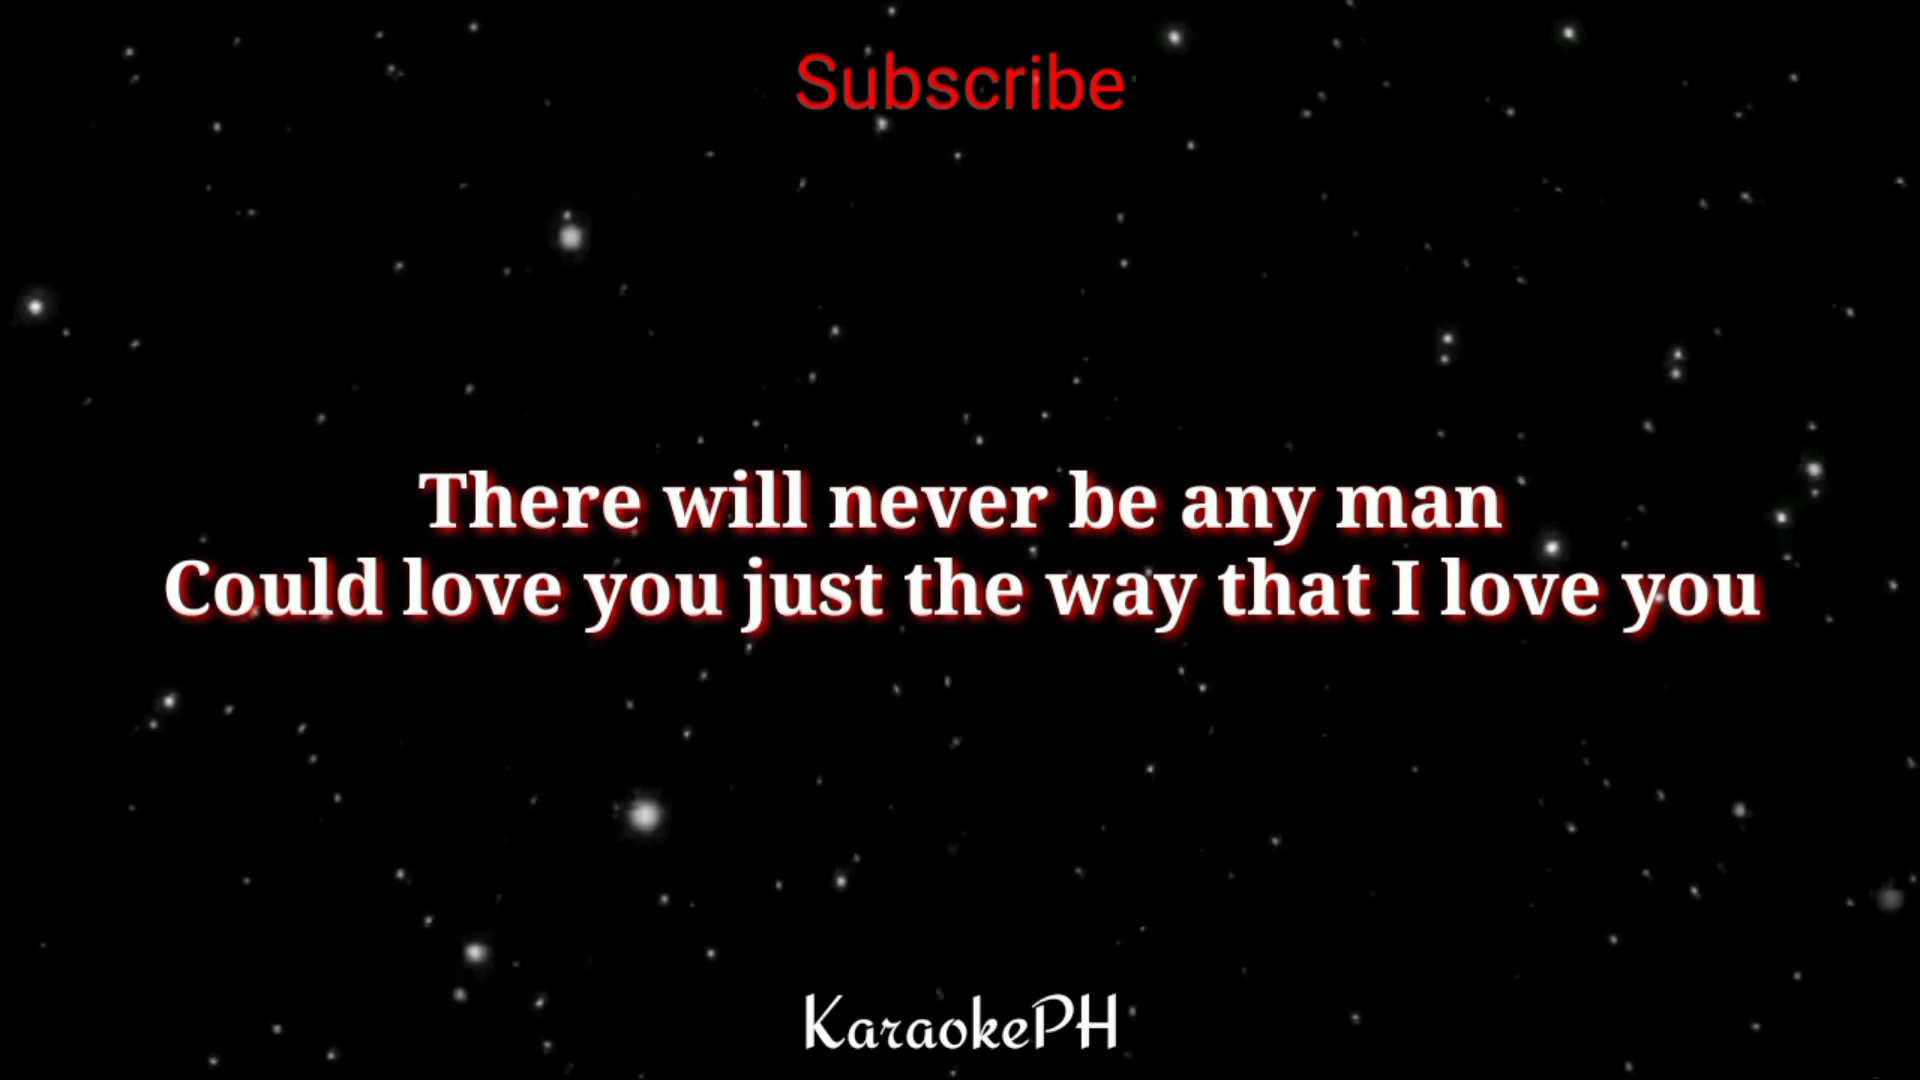 Subscribe
There will never be any man
Could love you just the way that I love you
KaraokePH